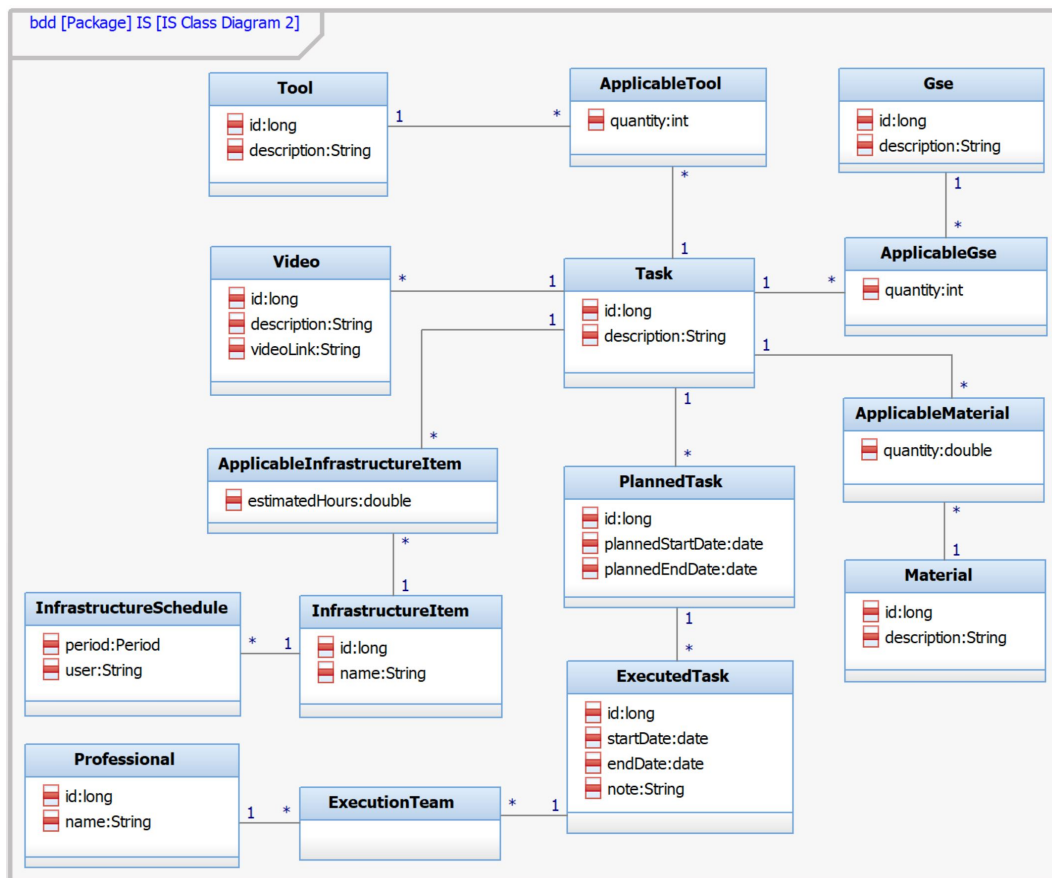 bdd [Package] IS [IS Class Diagram 2]
Tool
id:long
description:String
1
*
ApplicableTool
quantity:int
*
1
Gse
id:long
description:String
1
*
ApplicableGse
quantity:int
Video
id:long
description:String
videoLink:String
*
1
Task
id:long
description:String
1
*
1
*
1
*
ApplicableMaterial
quantity:double
*
1
Material
id:long
description:String
ApplicableInfrastructureItem
estimatedHours:double
*
1
1
*
PlannedTask
id:long
plannedStartDate:date
plannedEndDate:date
1
*
InfrastructureSchedule
period:Period
user:String
*
1
InfrastructureItem
id:long
name:String
ExecutedTask
id:long
startDate:date
endDate:date
note:String
Professional
id:long
name:String
1
*
ExecutionTeam
*
1